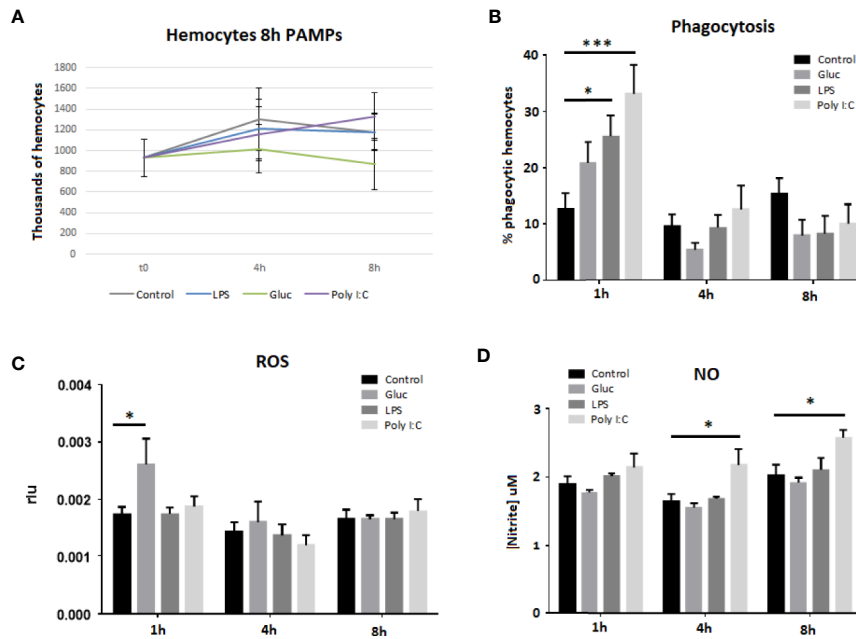 A
Hemocytes 8h PAMPs
Thousands of hemocytes
1800
1600
1400
1200
1000
800
600
400
200
0
t0 4h 8h
Control LPS Gluc Poly I:C
B
Phagocytosis
***
*
Control
Gluc
LPS
Poly I:C
% phagocytic hemocytes
40
30
20
10
0
1h 4h 8h
C
ROS
*
Control
Gluc
LPS
Poly I:C
rlu
0.004
0.003
0.002
0.001
0.000
1h 4h 8h
D
NO
Control
Gluc
LPS
Poly I:C
*
*
[Nitrite] uM
3
2
1
0
1h 4h 8h